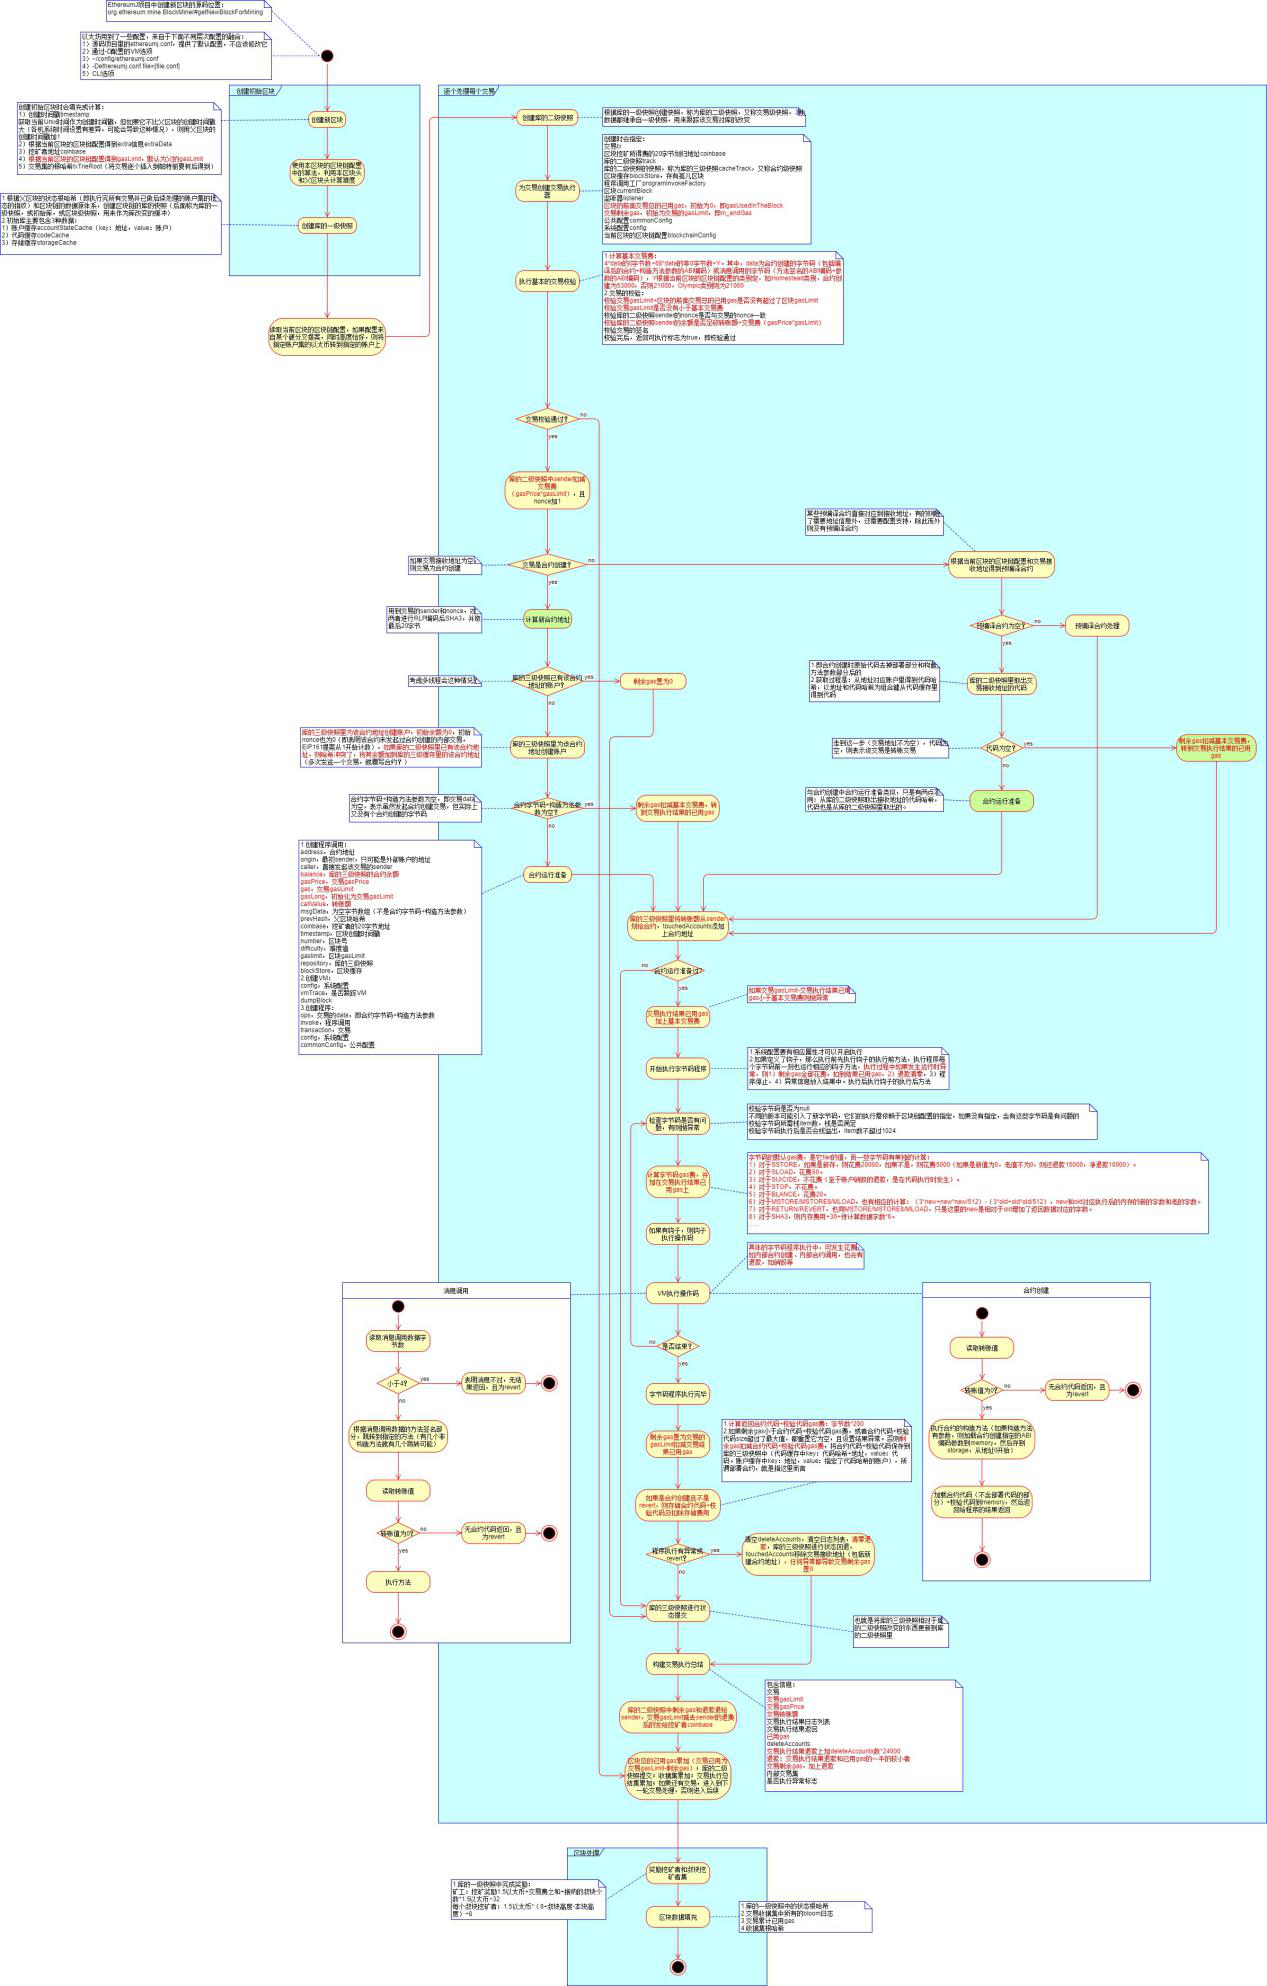 EthereumJ项目中创建新区块的源码位置：
org.ethereum.mine.BlockMiner#getNewBlockForMining
以太坊用到了一些配置，来自于下面不同层次配置的融合：
1）源码项目里的ethereumj.conf，提供了默认配置，不应该修改它
2）通过-D配置的VM选项
3）~/config/ethereumj.conf
4）-Dethereumj.conf.file=[file.conf]
5）CLI选项
创建初始区块
创建初始区块时会填充或计算：
1）创建时间戳timestamp
获取当前Unix时间作为创建时间戳，但如果它不比父区块的创建时间戳
大（各机系统时间设置有差异，可能会导致这种情况），则用父区块的
创建时间戳加1
2）根据当前区块的区块链配置得到extra信息extraData
3）挖矿者地址coinbase
4）根据当前区块的区块链配置得到gasLimit，默认为父的gasLimit
5）交易集的根哈希txTrieRoot（将交易逐个插入到帕特丽夏树后得到）
创建新区块
使用本区块的区块链配置
中的算法，利用本区块头
和父区块头计算难度
1.根据父区块的状态根哈希（即执行完所有交易并已做后续处理的账户集的状
态的指纹）和区块链的数据源体系，创建区块链的库的快照（后面称为库的一
级快照，或初始库，或区块级快照，用来作为库改变的缓冲）
2.初始库主要包含3种数据：
1）账户缓存accountStateCache（key：地址，value：账户）
2）代码缓存codeCache
3）存储缓存storageCache
创建库的一级快照
读取当前区块的区块链配置，如果配置来
自某个硬分叉提案，同时高度恰好，则将
指定账户集的以太币转到指定的账户上
逐个处理每个交易
创建库的二级快照
为交易创建交易执行
器
创建时会指定：
交易tx
区块挖矿所得费的20字节划归地址coinbase
库的二级快照track
库的二级快照的快照，称为库的三级快照cacheTrack，又称合约级快照
区块缓存blockStore，存有孤儿区块
程序调用工厂programInvokeFactory
区块currentBlock
监听器listener
区块的前面交易总的已用gas，初始为0，即gasUsedInTheBlock
交易剩余gas，初始为交易的gasLimit，即m_endGas
公共配置commonConfig
系统配置config
当前区块的区块链配置blockchainConfig
执行基本的交易校验
1.计算基本交易费：
4*data的0字节数+68*data的非0字节数+Y，其中，data为合约创建的字节码（包括编
译后的合约+构造方法参数的ABI编码）或消息调用的字节码（方法签名的ABI编码+参
数的ABI编码），Y根据当前区块的区块链配置的类别定，如Homestead类别，合约创
建为53000，否则21000，Olympic类别则为21000
2.交易的校验：
校验交易gasLimit+区块的前面交易总的已用gas是否没有超过了区块gasLimit
校验交易gasLimit是否没有小于基本交易费
校验库的二级快照sender的nonce是否与交易的nonce一致
校验库的二级快照sender的余额是否足够转账额+交易费（gasPrice*gasLimit）
校验交易的签名
校验完后，返回可执行标志为true，即校验通过
交易校验通过？
no
yes
库的二级快照中sender扣减
交易费
（gasPrice*gasLimit），且
nonce加1
如果交易接收地址为空，
则交易为合约创建
交易是合约创建？
no
yes
某些预编译合约直接对应到接收地址，有的则除
了需要地址信息外，还需要配置支持，除此而外
则没有预编译合约
根据当前区块的区块链配置和交易接
收地址得到预编译合约
用到交易的sender和nonce，对
两者进行RLP编码后SHA3，并取
最后20字节
计算新合约地址
预编译合约为空？
no
预编译合约处理
yes
考虑多线程会这种情况
库的三级快照已有该合约
地址的账户？
yes
剩余gas置为0
no
1.即合约创建时原始代码去掉部署部分和构造
方法参数部分后的
2.获取过程是：从地址对应账户里得到代码哈
希，以地址和代码哈希为组合键从代码缓存里
得到代码
库的二级快照里取出交
易接收地址的代码
库的三级快照里为该合约地址创建账户，初始余额为0，初始
nonce也为0（即表明该合约未发起过合约创建的内部交易，
EIP161提案从1开始计数），如果库的二级快照里已有该合约地
址，则哈希冲突了，将其余额加到库的三级缓存里的该合约地址
（多次发送一个交易，就覆写合约？）
库的三级快照里为该合约
地址创建账户
走到这一步（交易地址不为空），代码为
空，则表示该交易是转账交易
代码为空？
yes
剩余gas扣减基本交易费，
转到交易执行结果的已用
gas
no
合约字节码+构造方法参数为空，即交易data
为空，表示虽然发起合约创建交易，但实际上
又没有个合约创建的字节码
合约字节码+构造方法参
数为空？
yes
剩余gas扣减基本交易费，转
到交易执行结果的已用gas
no
与合约创建中合约运行准备类似，只是有两点不
同：从库的二级快照取出接收地址的代码哈希，
代码也是从库的二级快照里取出的。
合约运行准备
1.创建程序调用：
address，合约地址
origin，最初sender，只可能是外部账户的地址
caller，直接发起该交易的sender
balance，库的三级快照的合约余额
gasPrice，交易gasPrice
gas，交易gasLimit
gasLong，初始化为交易gasLimit
callValue，转账额
msgData，为空字节数组（不是合约字节码+构造方法参数）
prevHash，父区块哈希
coinbase，挖矿者的20字节地址
timestamp，区块创建时间戳
number，区块号
difficulty，难度值
gaslimit，区块gasLimit
repository，库的三级快照
blockStore，区块缓存
2.创建VM：
config，系统配置
vmTrace，是否跟踪VM
dumpBlock
3.创建程序：
ops，交易的data，即合约字节码+构造方法参数
invoke，程序调用
transaction，交易
config，系统配置
commonConfig，公共配置
合约运行准备
库的三级快照里将转账额从sender
划给合约，touchedAccounts添加
上合约地址
合约运行准备过？
no
yes
如果交易gasLimit-交易执行结果已用
gas小于基本交易费则抛异常
交易执行结果已用gas
加上基本交易费
开始执行字节码程序
1.系统配置要有相应属性才可以开启执行
2.如果定义了钩子，那么执行前先执行钩子的执行前方法，执行程序每
个字节码前一刻也运行相应的钩子方法，执行过程中如果发生运行时异
常，则1）剩余gas全部花费，扣到结果已用gas，2）退款清零，3）程
序停止，4）异常信息放入结果中。执行后执行钩子的执行后方法
检查字节码是否有问
题，有则抛异常
校验字节码是否为null
不同的版本可能引入了新字节码，它们的执行需依赖于区块链配置的指定，如果没有指定，会有这些字节码是有问题的
校验字节码所需栈item数，栈是否满足
校验字节码执行后是否会栈溢出，item数不超过1024
计算字节码gas费，并
加在交易执行结果已
用gas上
字节码的默认gas费，是它tier的值，而一些字节码有单独的计算：
1）对于SSTORE，如果是新存，则花费20000，如果不是，则花费5000（如果是新值为0，老值不为0，则还退款15000，净退款10000）。
2）对于SLOAD，花费50。
3）对于SUICIDE，不花费（至于账户销毁的退款，是在代码执行时发生）。
4）对于STOP，不花费。
5）对于BLANCE，花费20。
6）对于MSTORE/MSTORE8/MLOAD，也有相应的计算：（3*new+new*new/512）-（3*old+old*old/512），new和old对应执行后的内存的新的字数和老的字数。
7）对于RETURN/REVERT，也同MSTORE/MSTORE8/MLOAD，只是这里的new是相对于old增加了返回数据对应的字数。
8）对于SHA3，则内存费用+30+待计算数据字数*6。
......
如果有钩子，则钩子
执行操作码
具体的字节码程序执行中，可发生花费，
如内部合约创建、内部合约调用，也会有
退款，如销毁等
VM执行操作码
是否结束？
no
yes
字节码程序执行完毕
消息调用
读取消息调用数据字
节数
小于4？
yes
表明消息不对，无结
果返回，且为revert
no
根据消息调用数据的方法签名部
分，跳转到指定的方法（有几个非
构造方法就有几个跳转可能）
读取转账值
转账值为0？
no
无合约代码返回，且
为revert
yes
执行方法
合约创建
读取转账值
转账值为0？
no
无合约代码返回，且
为revert
yes
执行合约的构造方法（如果构造方法
有参数，则加载合约创建指定的ABI
编码参数到memory，然后存到
storage，从地址0开始）
加载合约代码（不含部署代码的部
分）+校验代码到memory，然后返
回给程序的结果返回
剩余gas置为交易的
gasLimit扣减交易结
果已用gas
1.计算返回合约代码+校验代码gas费：字节数*200
2.如果剩余gas小于合约代码+校验代码gas费，或者合约代码+校验
代码size超过了最大值，都重置它为空，且设置结果异常，否则剩
余gas扣减合约代码+校验代码gas费，将合约代码+校验代码保存到
库的三级快照中（代码缓存中key：代码哈希+地址，value：代
码，账户缓存中key：地址，value：指定了代码哈希的账户），所
谓部署合约，就是指这里而言
如果是合约创建且不是
revert，则存储合约代码+校
验代码及扣除存储费用
程序执行有异常或
revert？
yes
no
清空deleteAccounts，清空日志列表，清零退
款，库的三级快照进行状态回退，
touchedAccounts移除交易接收地址（包括新
建合约地址），任何异常都导致交易剩余gas
置0
库的三级快照进行状
态提交
也就是将库的三级快照相对于库
的二级快照改变的东西更新到库
的二级快照里
构建交易执行总结
包含信息：
交易
交易gasLimit
交易gasPrice
交易转账额
交易执行结果日志列表
交易执行结果返回
已用gas
deleteAccounts
交易执行结果退款上加deleteAccounts数*24000
退款：交易执行结果退款和已用gas的一半的较小者
交易剩余gas，加上退款
内部交易集
是否执行异常标志
库的二级快照中剩余gas和退款退给
sender，交易gasLimit减去sender的退费
后的发给挖矿者coinbase
区块总的已用gas累加（交易已用为
交易gasLimit-剩余gas）；库的二级
快照提交；收据集累加；交易执行总
结集累加；如果还有交易，进入到下
一轮交易处理，否则进入后续
区块处理
奖励挖矿者和叔块挖
矿者集
1.库的一级快照中完成奖励：
矿工：挖矿奖励1.5以太币+交易费之和+接纳的叔块个
数*1.5以太币÷32
每个叔块挖矿者：1.5以太币*（8+叔块高度-本块高
度）÷8
区块数据填充
1.库的一级快照中的状态根哈希
2.交易收据集中所有的bloom日志
3.交易累计已用gas
4.收据集根哈希